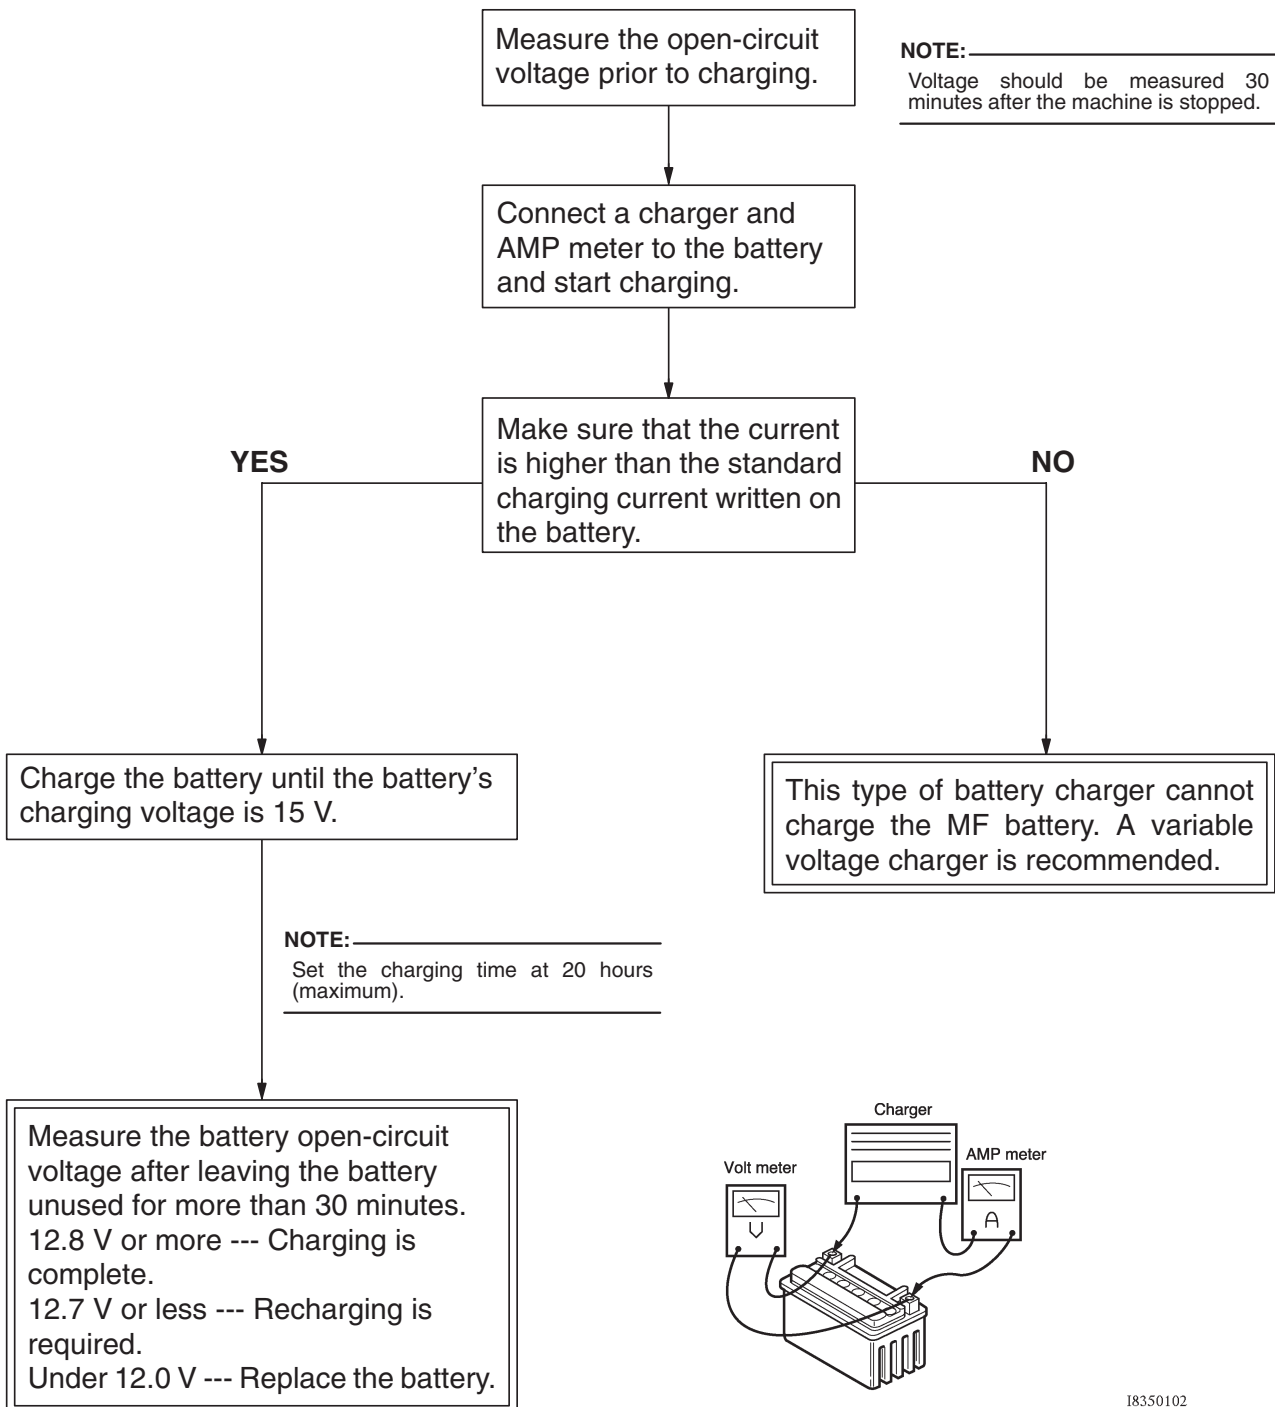 Measure the open-circuit
voltage prior to charging.
NOTE:
Voltage should be measured 30
minutes after the machine is stopped.
Connect a charger and
AMP meter to the battery
and start charging.
Make sure that the current
is higher than the standard
charging current written on
the battery.
YES
NO
Charge the battery until the battery's
charging voltage is 15 V.
This type of battery charger cannot
charge the MF battery. A variable
voltage charger is recommended.
NOTE:
Set the charging time at 20 hours
(maximum).
Measure the battery open-circuit
voltage after leaving the battery
unused for more than 30 minutes.
12.8 V or more --- Charging is
complete.
12.7 V or less --- Recharging is
required.
Under 12.0 V --- Replace the battery.
Charger
Volt meter
AMP meter
V
A
I8350102